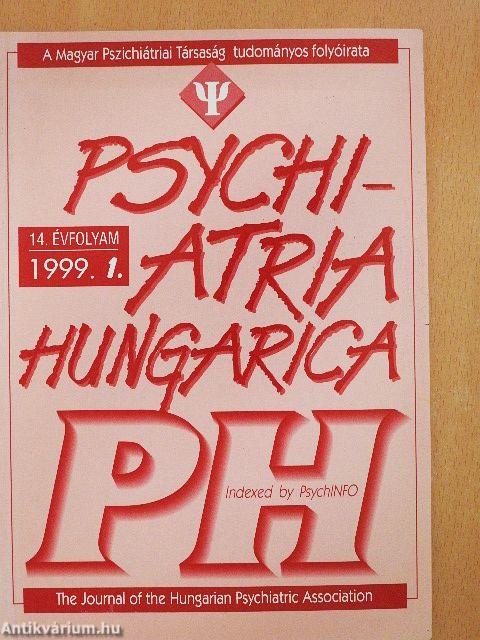 A Magyar Pszichiátriai Társaság tudományos folyóirata
Ψ
PSYCHI-
14. ÉVFOLYAM
1999. 1.
ATRIA
HUNGARICA
PH
Indexed by PsychINFO
The Journal of the Hungarian Psychiatric Association
Antikvárium.hu